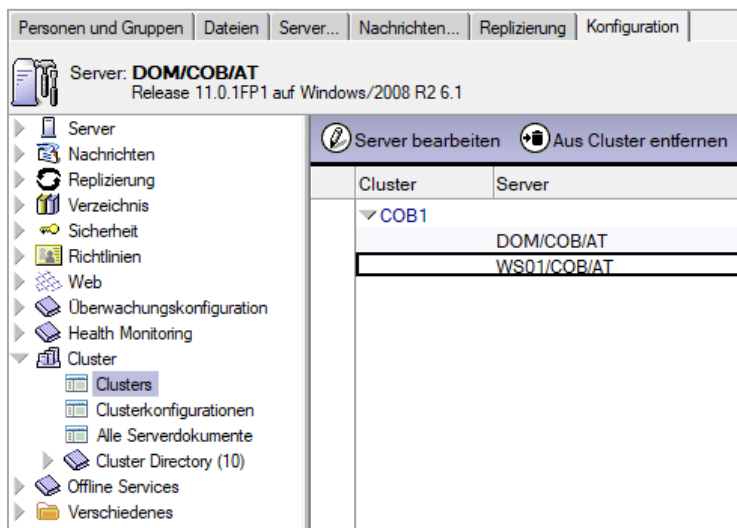 Personen und Gruppen Dateien Server... Nachrichten... Replizierung Konfiguration
Server: DOM/COB/AT
Release 11.0.1FP1 auf Windows/2008 R2 6.1
Server
Nachrichten
Replizierung
Verzeichnis
Sicherheit
Richtlinien
Web
Überwachungskonfiguration
Health Monitoring
Cluster
Clusters
Clusterkonfigurationen
Alle Serverdokumente
Cluster Directory (10)
Offline Services
Verschiedenes
Server bearbeiten Aus Cluster entfernen
Cluster Server
COB1
DOM/COB/AT
WS01/COB/AT